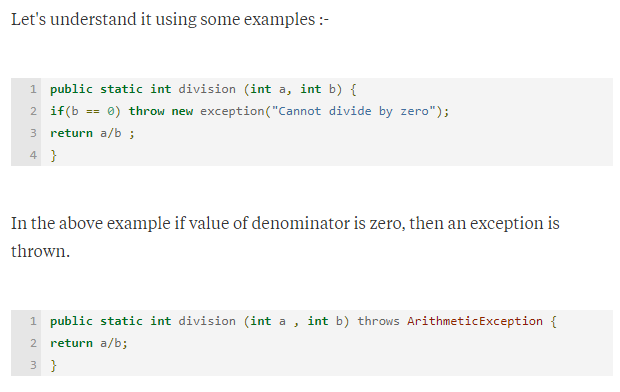 Let's understand it using some examples :-
1 public static int division (int a, int b) {
2 if(b == 0) throw new exception("Cannot divide by zero");
3 return a/b ;
4 }
In the above example if value of denominator is zero, then an exception is
thrown.
1 public static int division (int a , int b) throws ArithmeticException {
2 return a/b;
3 }